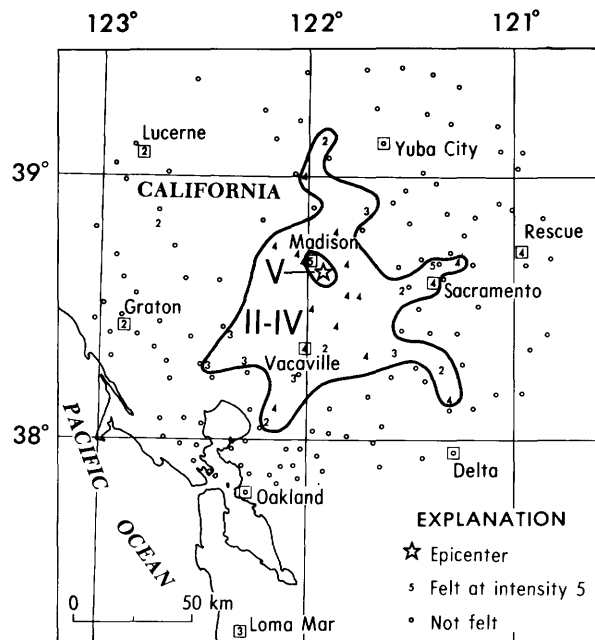 123° 122° 121°
Lucerne
2
Yuba City
39°
CALIFORNIA
Rescue
4
Madison
5
V
Sacramento
4
Graton
2
II-IV
Vacaville
4
38°
PACIFIC
OCEAN
Delta
Oakland
EXPLANATION
Epicenter
5 Felt at intensity 5
Not felt
0 50 km
Loma Mar
3